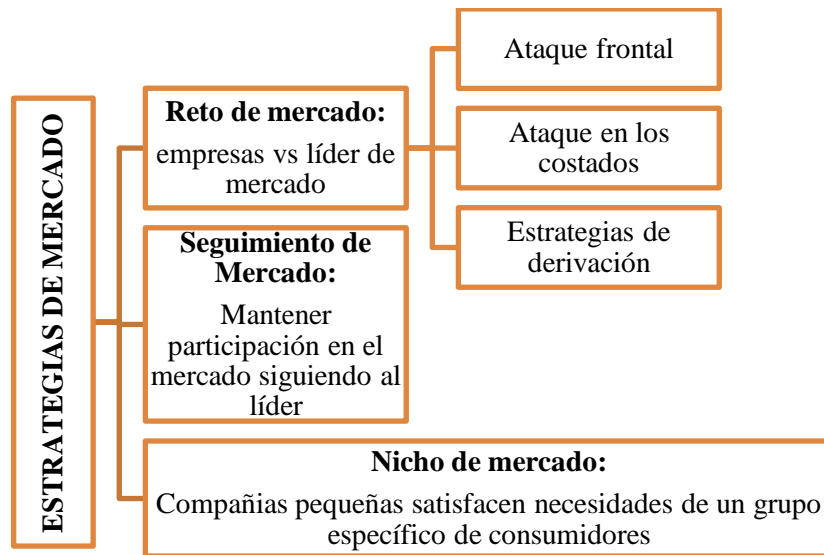 ESTRATEGIAS DE MERCADO
Reto de mercado:
empresas vs líder de
mercado
Ataque frontal
Ataque en los
costados
Estrategias de
derivación
Seguimiento de
Mercado:
Mantener
participación en el
mercado siguiendo al
líder
Nicho de mercado:
Compañias pequeñas satisfacen necesidades de un grupo
específico de consumidores